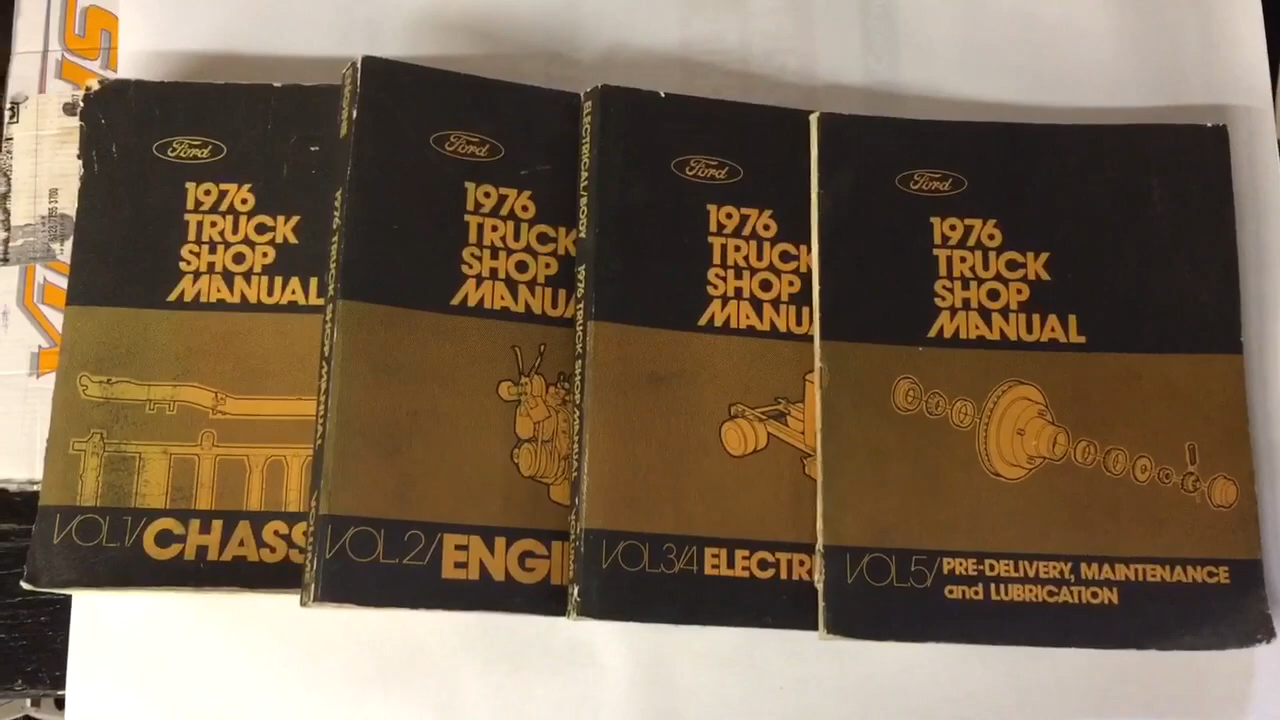 Ford
1976
TRUCK
SHOP
MANUAL
VOL.1/ CHASS
ENGINE 1976 TRUCK SHOP MANUAL
Ford
1976
TRUCK
SHOP
MANUA
VOL.2/ ENGI
ELECTRICAL/BODY 1976 TRUCK SHOP MANUAL
Ford
1976
TRUCK
SHOP
MANU
VOL.3/4 ELECTR
Ford
1976
TRUCK
SHOP
MANUAL
VOL.5/ PRE-DELIVERY, MAINTENANCE
and LUBRICATION